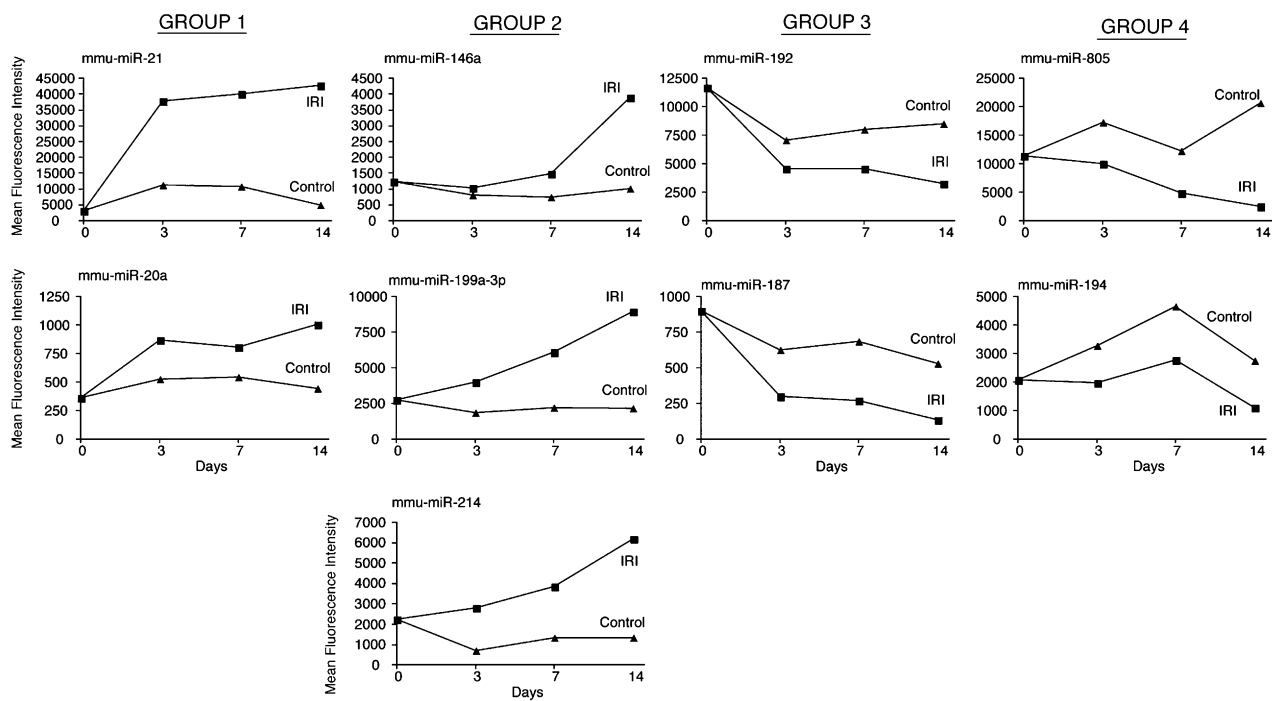 GROUP 1
GROUP 2
GROUP 3
GROUP 4
mmu-miR-21
Mean Fluorescence Intensity
45000
40000
35000
30000
25000
20000
15000
10000
5000
0
IRI
Control
0 3 7 14
mmu-miR-146a
4500
4000
3500
3000
2500
2000
1500
1000
500
0
IRI
Control
0 3 7 14
mmu-miR-192
12500
10000
7500
5000
2500
0
Control
IRI
0 3 7 14
mmu-miR-805
25000
20000
15000
10000
5000
0
Control
IRI
0 3 7 14
mmu-miR-20a
Mean Fluorescence Intensity
1250
1000
750
500
250
0
IRI
Control
0 3 7 14
Days
mmu-miR-199a-3p
10000
7500
5000
2500
0
IRI
Control
0 3 7 14
mmu-miR-187
1000
750
500
250
0
Control
IRI
0 3 7 14
Days
mmu-miR-194
5000
4000
3000
2000
1000
0
Control
IRI
0 3 7 14
Days
mmu-miR-214
Mean Fluorescence Intensity
7000
6000
5000
4000
3000
2000
1000
0
IRI
Control
0 3 7 14
Days